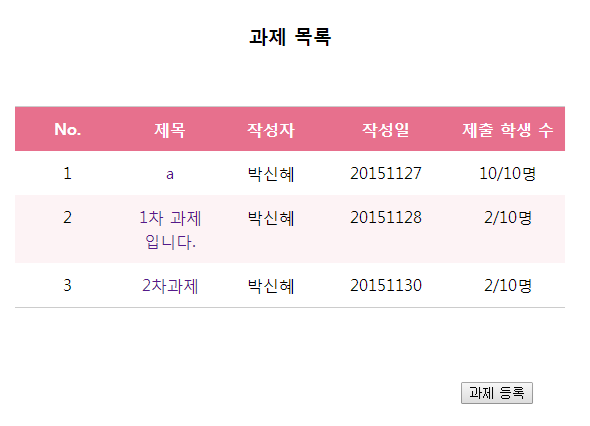 과제 목록
No. 제목 작성자 작성일 제출 학생 수
1 a 박신혜 20151127 10/10명
2 1차 과제 박신혜 20151128 2/10명
입니다.
3 2차과제 박신혜 20151130 2/10명
과제 등록